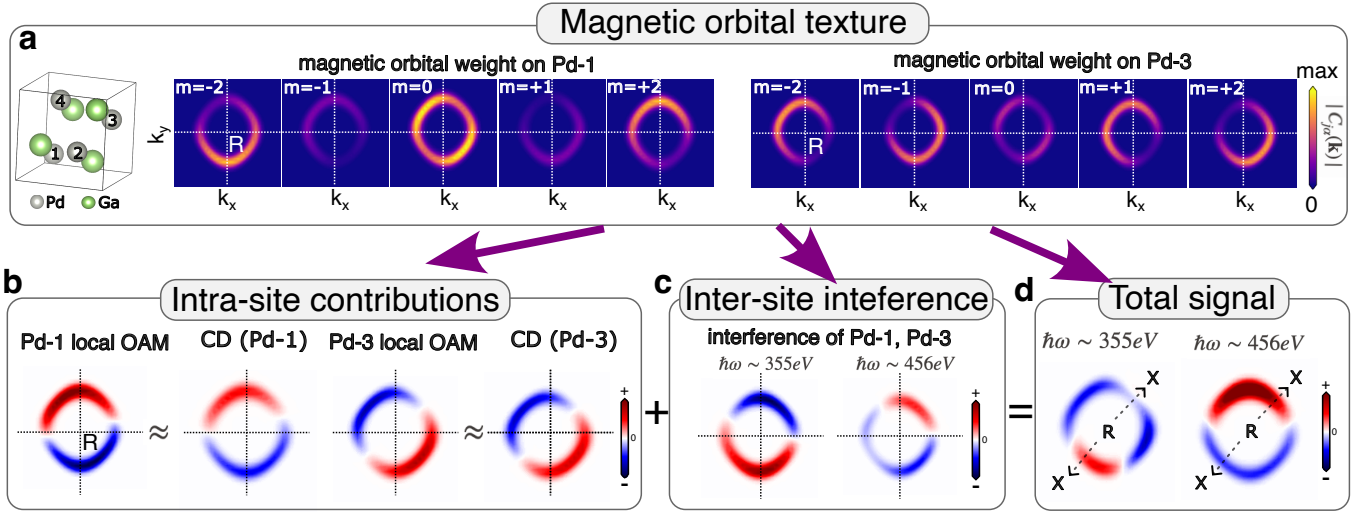 Magnetic orbital texture
a
magnetic orbital weight on Pd-1
magnetic orbital weight on Pd-3
max
4
3
1
2
Pd
Ga
k_y
m=-2
m=-1
m=0
m=+1
m=+2
R
k_x
k_x
k_x
k_x
k_x
m=-2
m=-1
m=0
m=+1
m=+2
R
k_x
k_x
k_x
k_x
k_x
|C_{ja}(k)|
0
b
Intra-site contributions
Pd-1 local OAM
CD (Pd-1)
Pd-3 local OAM
CD (Pd-3)
R
≈
≈
+
0
-
+
c
Inter-site inteference
interference of Pd-1, Pd-3
ℏω ~ 355eV
ℏω ~ 456eV
+
0
-
=
d
Total signal
ℏω ~ 355eV
ℏω ~ 456eV
X
R
X
X
R
X
+
0
-